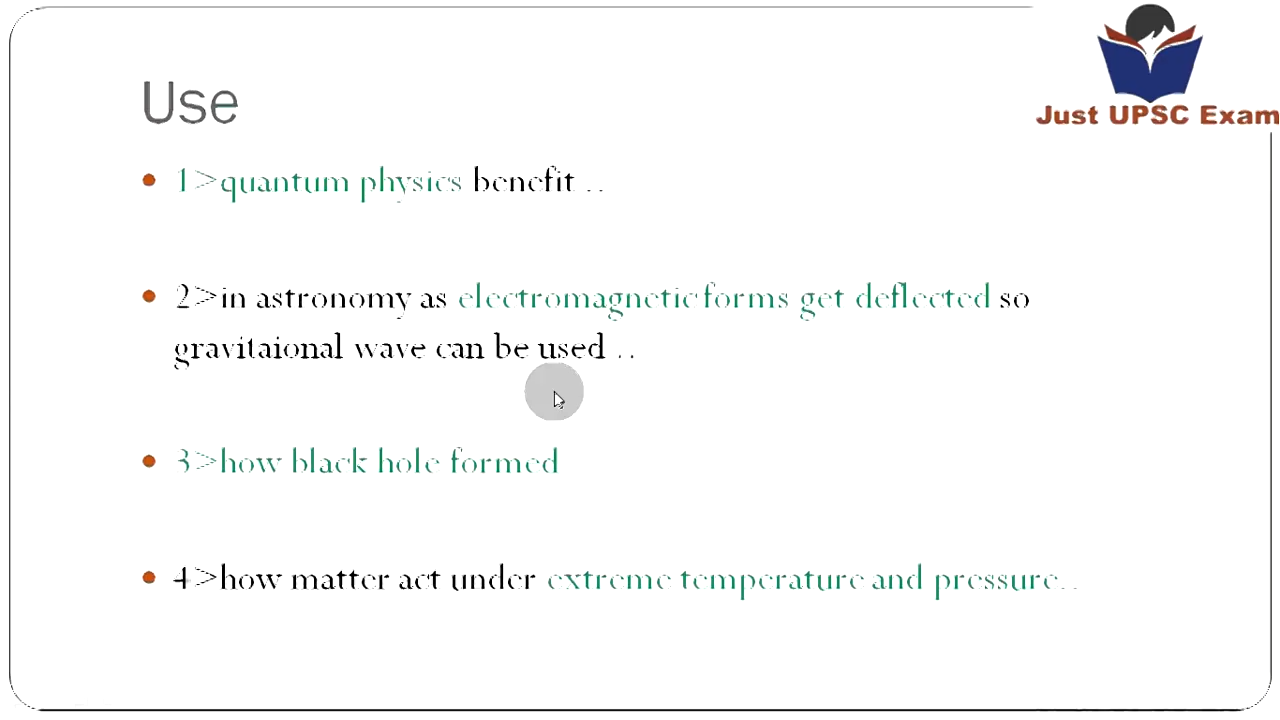 Just UPSC Exam
Use
1>quantum physics benefit ..
2>in astronomy as electromagnetic forms get deflected so
gravitaional wave can be used ..
3>how black hole formed
4>how matter act under extreme temperature and pressure..